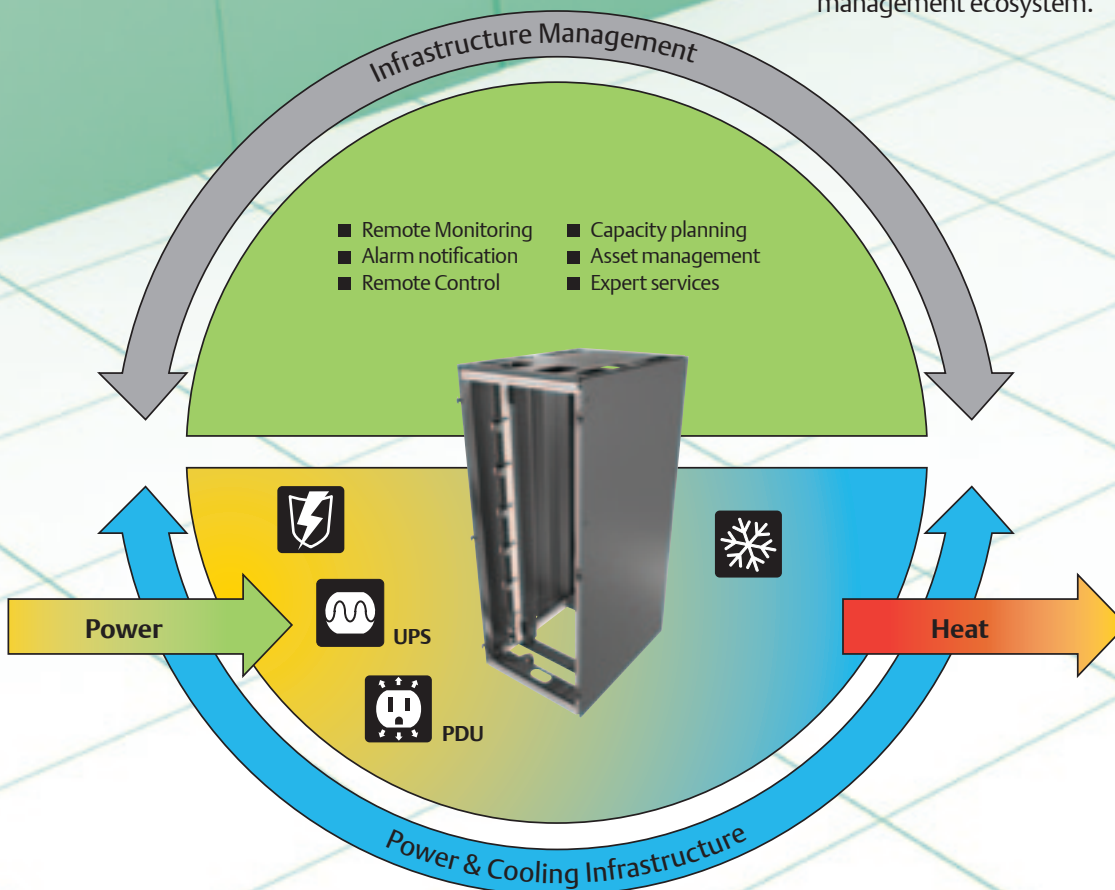 management ecosystem.
Infrastructure Management
Remote Monitoring
Alarm notification
Remote Control
Capacity planning
Asset management
Expert services
Power
UPS
PDU
Heat
Power & Cooling Infrastructure